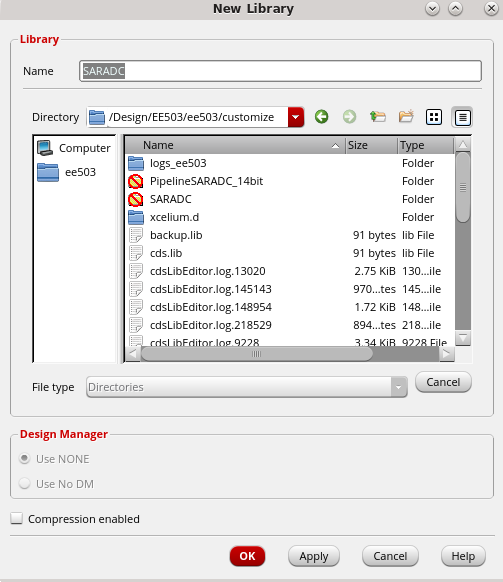 New Library
Library
Name SARADC
Directory /Design/EE503/ee503/customize
Computer
ee503
Name Size Type
logs_ee503 Folder
PipelineSARADC_14bit Folder
SARADC Folder
xcelium.d Folder
backup.lib 91 bytes lib File
cds.lib 91 bytes lib File
cdsLibEditor.log.13020 2.75 KiB 130...ile
cdsLibEditor.log.145143 970...tes 145...ile
cdsLibEditor.log.148954 1.72 KiB 148...ile
cdsLibEditor.log.218529 894...tes 218...ile
cdsLibEditor.log.9228 3.34 KiB 9228 File
File type Directories Cancel
Design Manager
Use NONE
Use No DM
Compression enabled
OK Apply Cancel Help